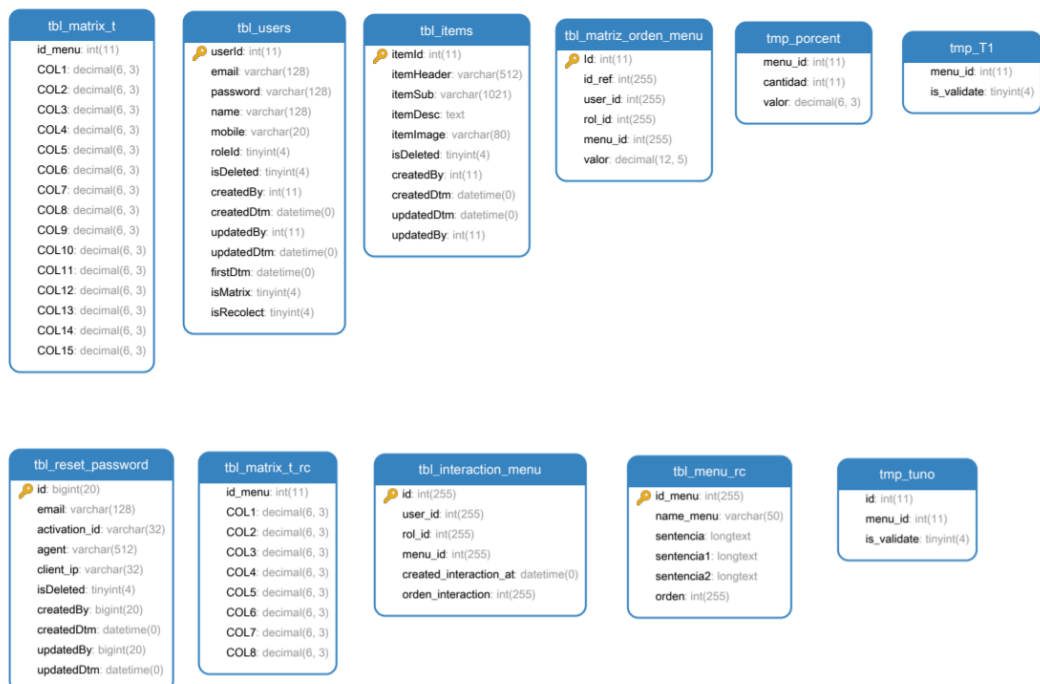 tbl_matrix_t
id_menu: int(11)
COL1: decimal(6, 3)
COL2: decimal(6, 3)
COL3: decimal(6, 3)
COL4: decimal(6, 3)
COL5: decimal(6, 3)
COL6: decimal(6, 3)
COL7: decimal(6, 3)
COL8: decimal(6, 3)
COL9: decimal(6, 3)
COL10: decimal(6, 3)
COL11: decimal(6, 3)
COL12: decimal(6, 3)
COL13: decimal(6, 3)
COL14: decimal(6, 3)
COL15: decimal(6, 3)
tbl_users
userId: int(11)
email: varchar(128)
password: varchar(128)
name: varchar(128)
mobile: varchar(20)
roleId: tinyint(4)
isDeleted: tinyint(4)
createdBy: int(11)
createdDtm: datetime(0)
updatedBy: int(11)
updatedDtm: datetime(0)
firstDtm: datetime(0)
isMatrix: tinyint(4)
isRecolect: tinyint(4)
tbl_items
itemId: int(11)
itemHeader: varchar(512)
itemSub: varchar(1021)
itemDesc: text
itemImage: varchar(80)
isDeleted: tinyint(4)
createdBy: int(11)
createdDtm: datetime(0)
updatedDtm: datetime(0)
updatedBy: int(11)
tbl_matriz_orden_menu
Id: int(11)
id_ref: int(255)
user_id: int(255)
rol_id: int(255)
menu_id: int(255)
valor: decimal(12, 5)
tmp_porcent
menu_id: int(11)
cantidad: int(11)
valor: decimal(6, 3)
tmp_T1
menu_id: int(11)
is_validate: tinyint(4)
tbl_reset_password
id: bigint(20)
email: varchar(128)
activation_id: varchar(32)
agent: varchar(512)
client_ip: varchar(32)
isDeleted: tinyint(4)
createdBy: bigint(20)
createdDtm: datetime(0)
updatedBy: bigint(20)
updatedDtm: datetime(0)
tbl_matrix_t_rc
id_menu: int(11)
COL1: decimal(6, 3)
COL2: decimal(6, 3)
COL3: decimal(6, 3)
COL4: decimal(6, 3)
COL5: decimal(6, 3)
COL6: decimal(6, 3)
COL7: decimal(6, 3)
COL8: decimal(6, 3)
tbl_interaction_menu
id: int(255)
user_id: int(255)
rol_id: int(255)
menu_id: int(255)
created_interaction_at: datetime(0)
orden_interaction: int(255)
tbl_menu_rc
id_menu: int(255)
name_menu: varchar(50)
sentencia: longtext
sentencia1: longtext
sentencia2: longtext
orden: int(255)
tmp_tuno
id: int(11)
menu_id: int(11)
is_validate: tinyint(4)